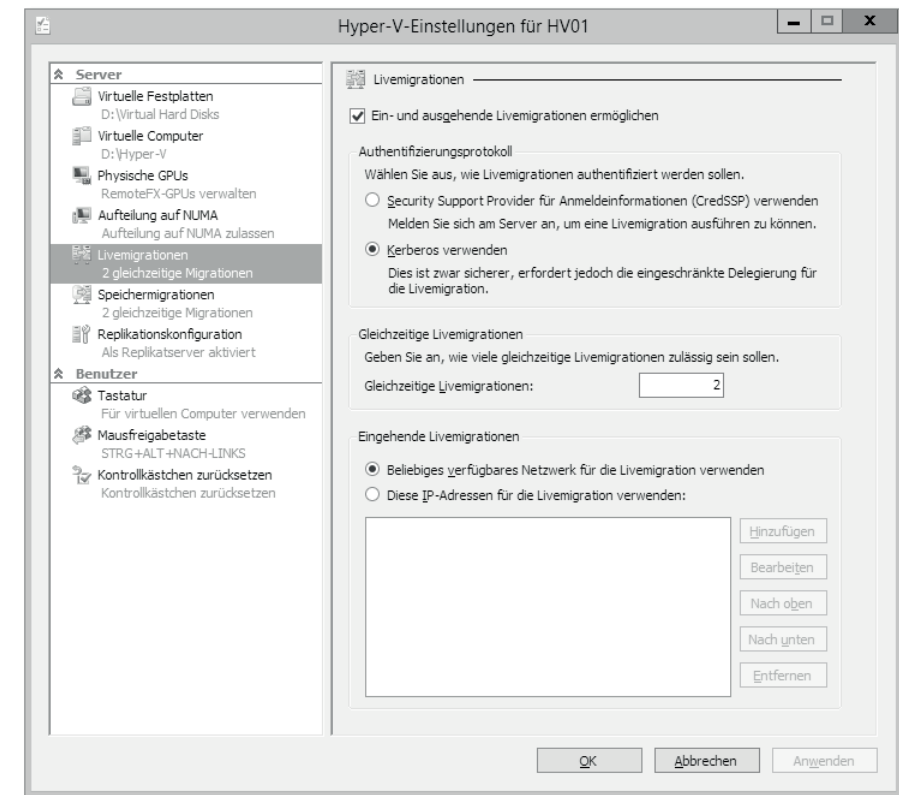 Hyper-V-Einstellungen für HV01
Server
Virtuelle Festplatten
D:\Virtual Hard Disks
Virtuelle Computer
D:\Hyper-V
Physische GPUs
RemoteFX-GPUs verwalten
Aufteilung auf NUMA
Aufteilung auf NUMA zulassen
Livemigrationen
2 gleichzeitige Migrationen
Speichermigrationen
2 gleichzeitige Migrationen
Replikationskonfiguration
Als Replikatserver aktiviert
Benutzer
Tastatur
Für virtuellen Computer verwenden
Mausfreigabetaste
STRG+ALT+NACH-LINKS
Kontrollkästchen zurücksetzen
Kontrollkästchen zurücksetzen
Livemigrationen
Ein- und ausgehende Livemigrationen ermöglichen
Authentifizierungsprotokoll
Wählen Sie aus, wie Livemigrationen authentifiziert werden sollen.
Security Support Provider für Anmeldeinformationen (CredSSP) verwenden
Melden Sie sich am Server an, um eine Livemigration ausführen zu können.
Kerberos verwenden
Dies ist zwar sicherer, erfordert jedoch die eingeschränkte Delegierung für
die Livemigration.
Gleichzeitige Livemigrationen
Geben Sie an, wie viele gleichzeitige Livemigrationen zulässig sein sollen.
Gleichzeitige Livemigrationen: 2
Eingehende Livemigrationen
Beliebiges verfügbares Netzwerk für die Livemigration verwenden
Diese IP-Adressen für die Livemigration verwenden:
Hinzufügen
Bearbeiten
Nach oben
Nach unten
Entfernen
OK
Abbrechen
Anwenden